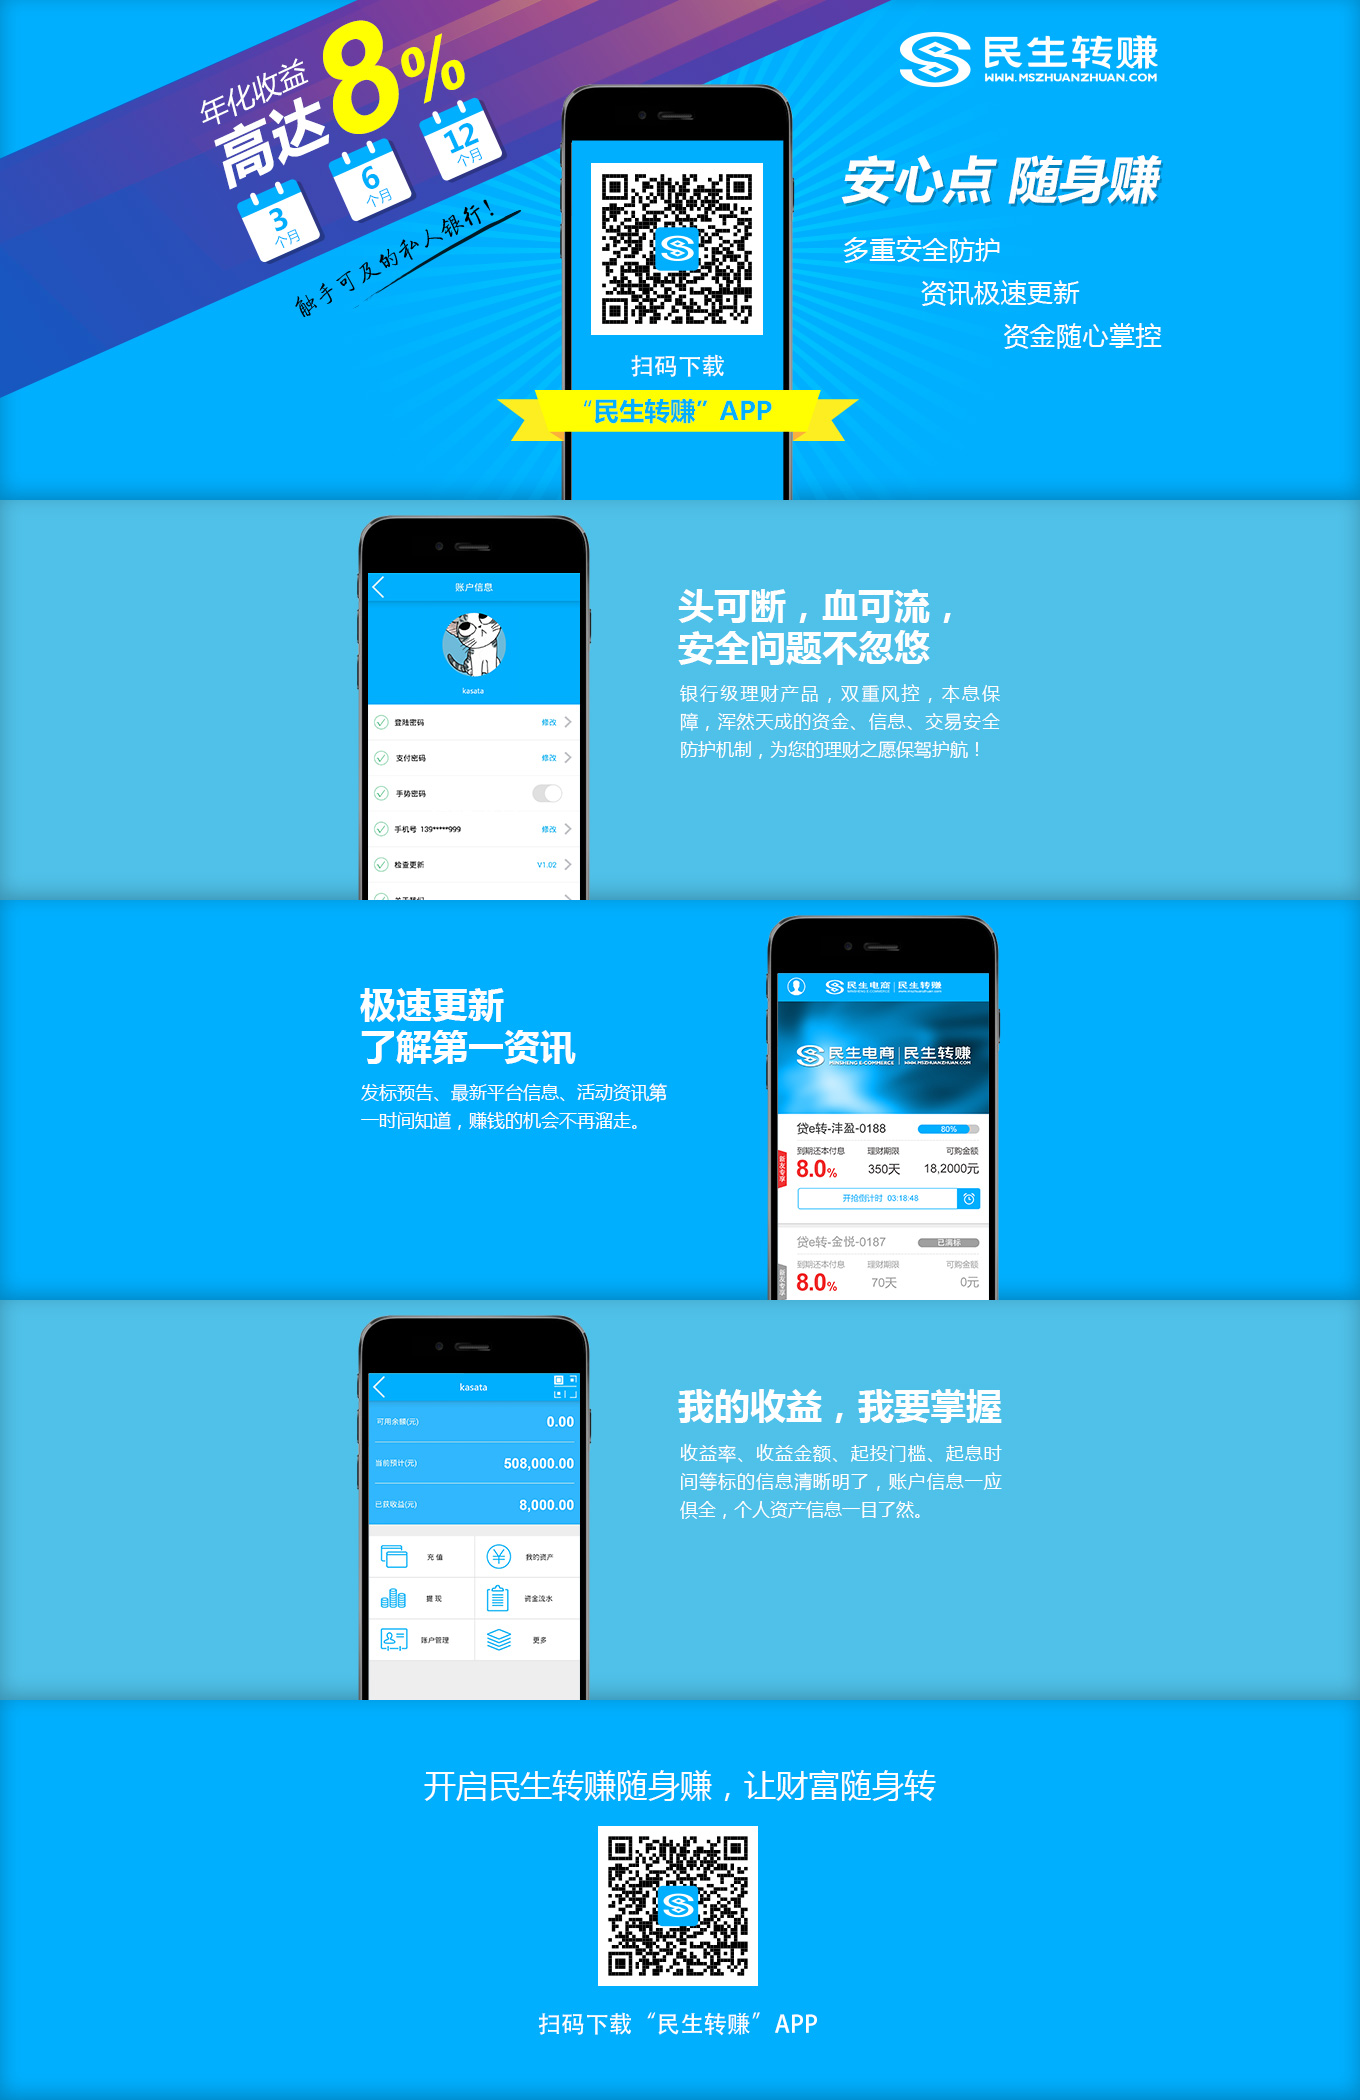 年化收益
高达8%
3
个月
6
个月
12
个月
触手可及的私人银行！
民生转赚
WWW.MSZHUANZHUAN.COM
安心点 随身赚
多重安全防护
资讯极速更新
资金随心掌控
扫码下载
“民生转赚”APP
账户信息
kasata
登陆密码 修改
支付密码 修改
手势密码
手机号 139*****999 修改
检查更新 V1.02
头可断，血可流，
安全问题不忽悠
银行级理财产品，双重风控，本息保
障，浑然天成的资金、信息、交易安全
防护机制，为您的理财之愿保驾护航！
极速更新
了解第一资讯
发标预告、最新平台信息、活动资讯第
一时间知道，赚钱的机会不再溜走。
民生电商 民生转赚
民生电商 民生转赚
MINSHENG E-COMMERCE WWW.MSZHUANZHUAN.COM
贷e转-沣盈-0188 80%
到期还本付息 理财期限 可购金额
8.0% 350天 18,2000元
开抢倒计时 03:18:48
贷e转-金悦-0187 已满标
到期还本付息 理财期限 可购金额
8.0% 70天 0元
kasata
可用余额(元) 0.00
当前预计(元) 508,000.00
已获收益(元) 8,000.00
充值 我的资产
提现 资金流水
账户管理 更多
我的收益，我要掌握
收益率、收益金额、起投门槛、起息时
间等标的信息清晰明了，账户信息一应
俱全，个人资产信息一目了然。
开启民生转赚随身赚，让财富随身转
扫码下载“民生转赚”APP